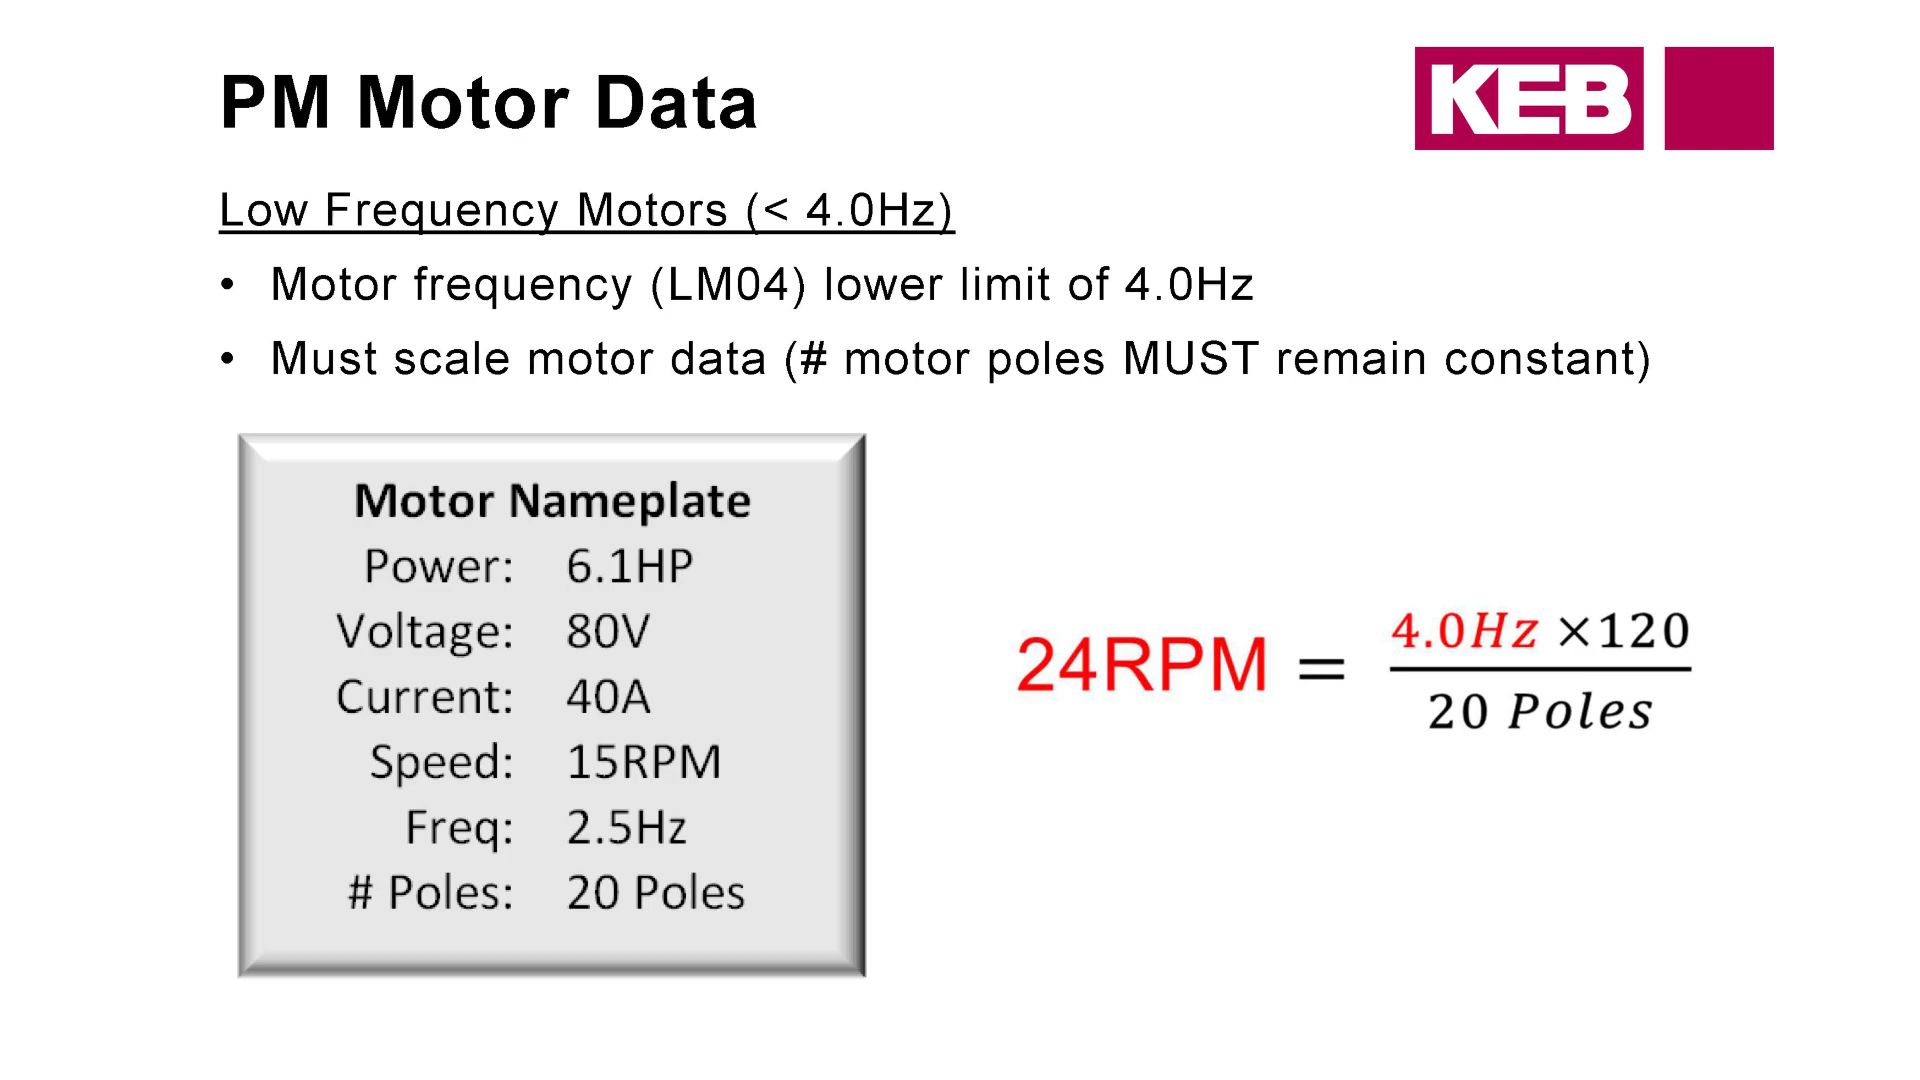 PM Motor Data
KEB
Low Frequency Motors (< 4.0Hz)
• Motor frequency (LM04) lower limit of 4.0Hz
• Must scale motor data (# motor poles MUST remain constant)
Motor Nameplate
Power: 6.1HP
Voltage: 80V
Current: 40A
Speed: 15RPM
Freq: 2.5Hz
# Poles: 20 Poles
4.0Hz ×120
24RPM =
20 Poles